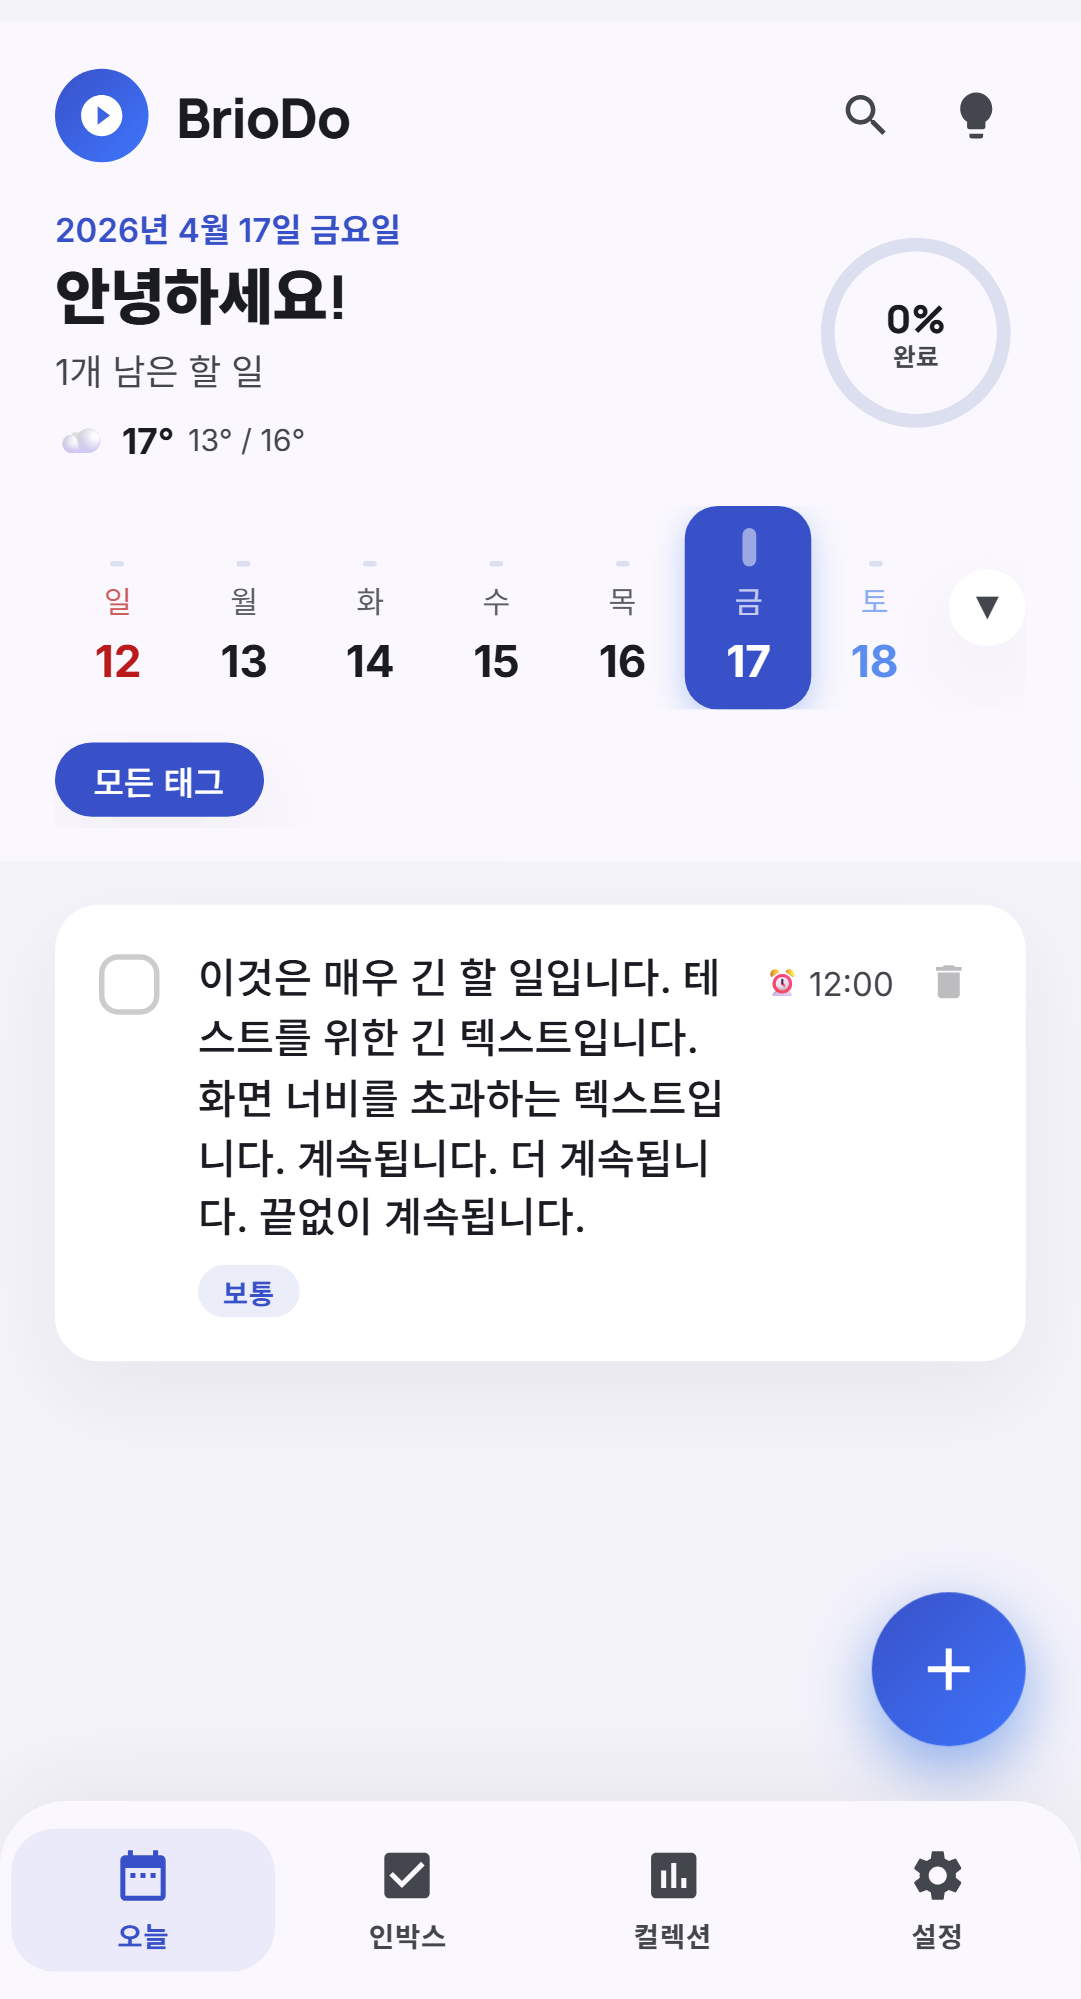 BrioDo
2026년 4월 17일 금요일
안녕하세요!
1개 남은 할 일
17° 13° / 16°
0%
완료
일 월 화 수 목 금 토
12 13 14 15 16 17 18
모든 태그
이것은 매우 긴 할 일입니다. 테
스트를 위한 긴 텍스트입니다.
화면 너비를 초과하는 텍스트입
니다. 계속됩니다. 더 계속됩니
다. 끝없이 계속됩니다.
12:00
보통
오늘 인박스 컬렉션 설정